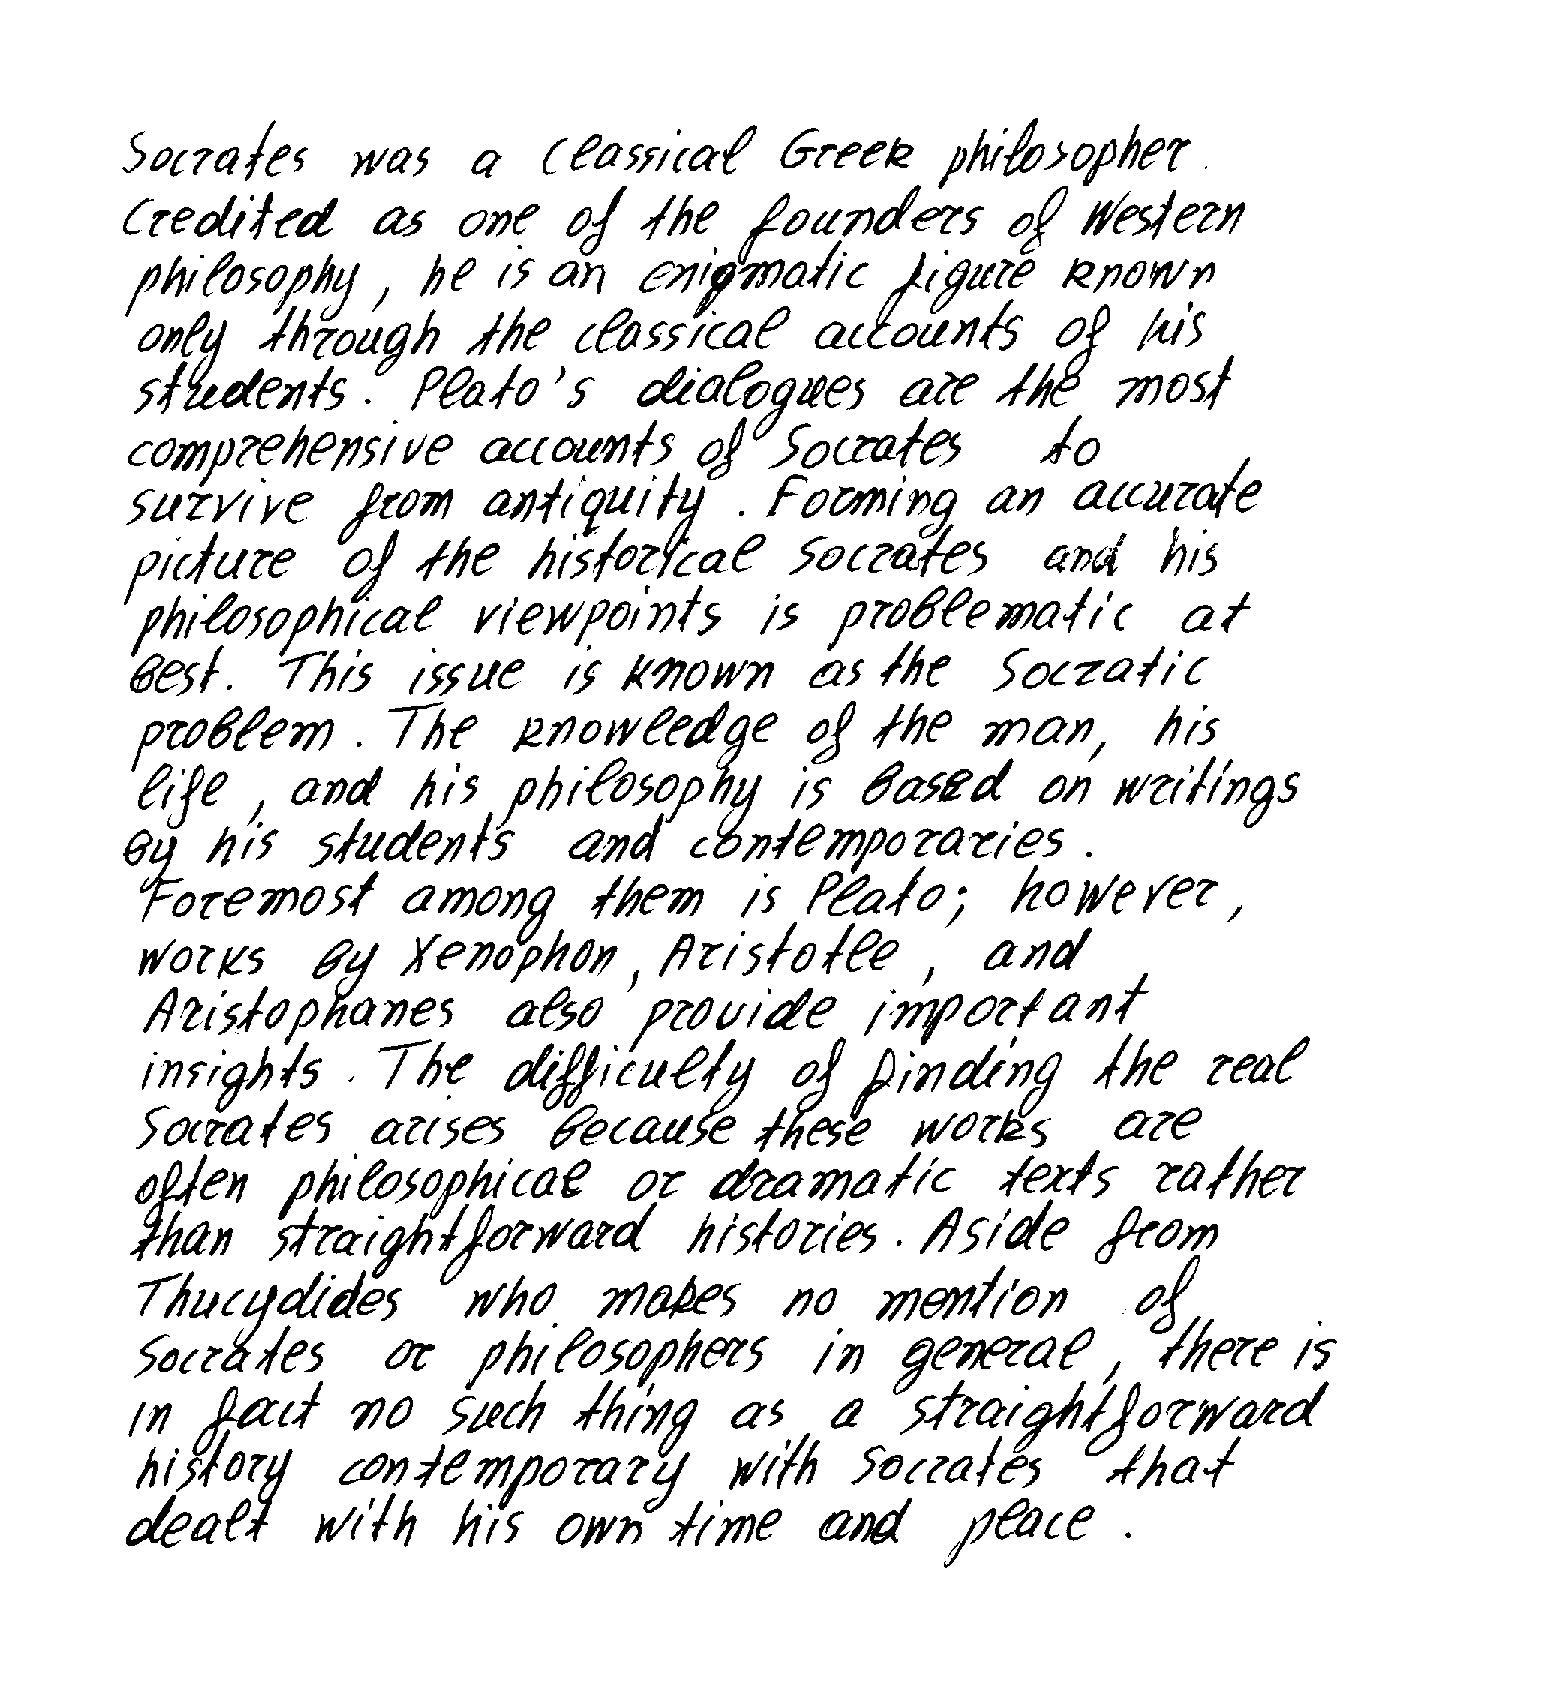 Socrates was a classical Greek philosopher.
Credited as one of the founders of Western
philosophy, he is an enigmatic figure known
only through the classical accounts of his
students. Plato's dialogues are the most
comprehensive accounts of Socrates to
survive from antiquity. Forming an accurate
picture of the historical Socrates and his
philosophical viewpoints is problematic at
best. This issue is known as the Socratic
problem. The knowledge of the man, his
life, and his philosophy is based on writings
by his students and contemporaries.
Foremost among them is Plato; however,
works by Xenophon, Aristotle, and
Aristophanes also provide important
insights. The difficulty of finding the real
Socrates arises because these works are
often philosophical or dramatic texts rather
than straightforward histories. Aside from
Thucydides who makes no mention of
Socrates or philosophers in general, there is
in fact no such thing as a straightforward
history contemporary with Socrates that
dealt with his own time and place.